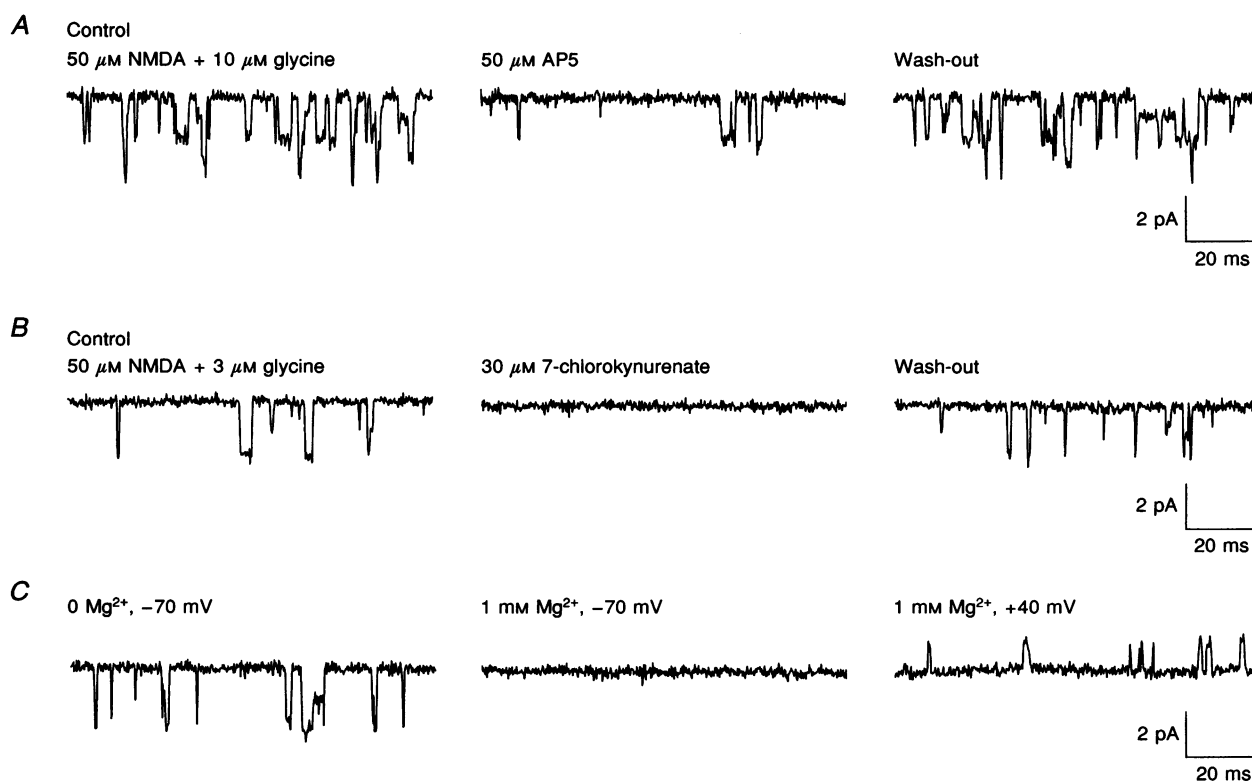 A
Control
50 μM NMDA + 10 μM glycine
50 μM AP5
Wash-out
2 pA
20 ms
B
Control
50 μM NMDA + 3 μM glycine
30 μM 7-chlorokynurenate
Wash-out
2 pA
20 ms
C
0 Mg²⁺, −70 mV
1 mM Mg²⁺, −70 mV
1 mM Mg²⁺, +40 mV
2 pA
20 ms